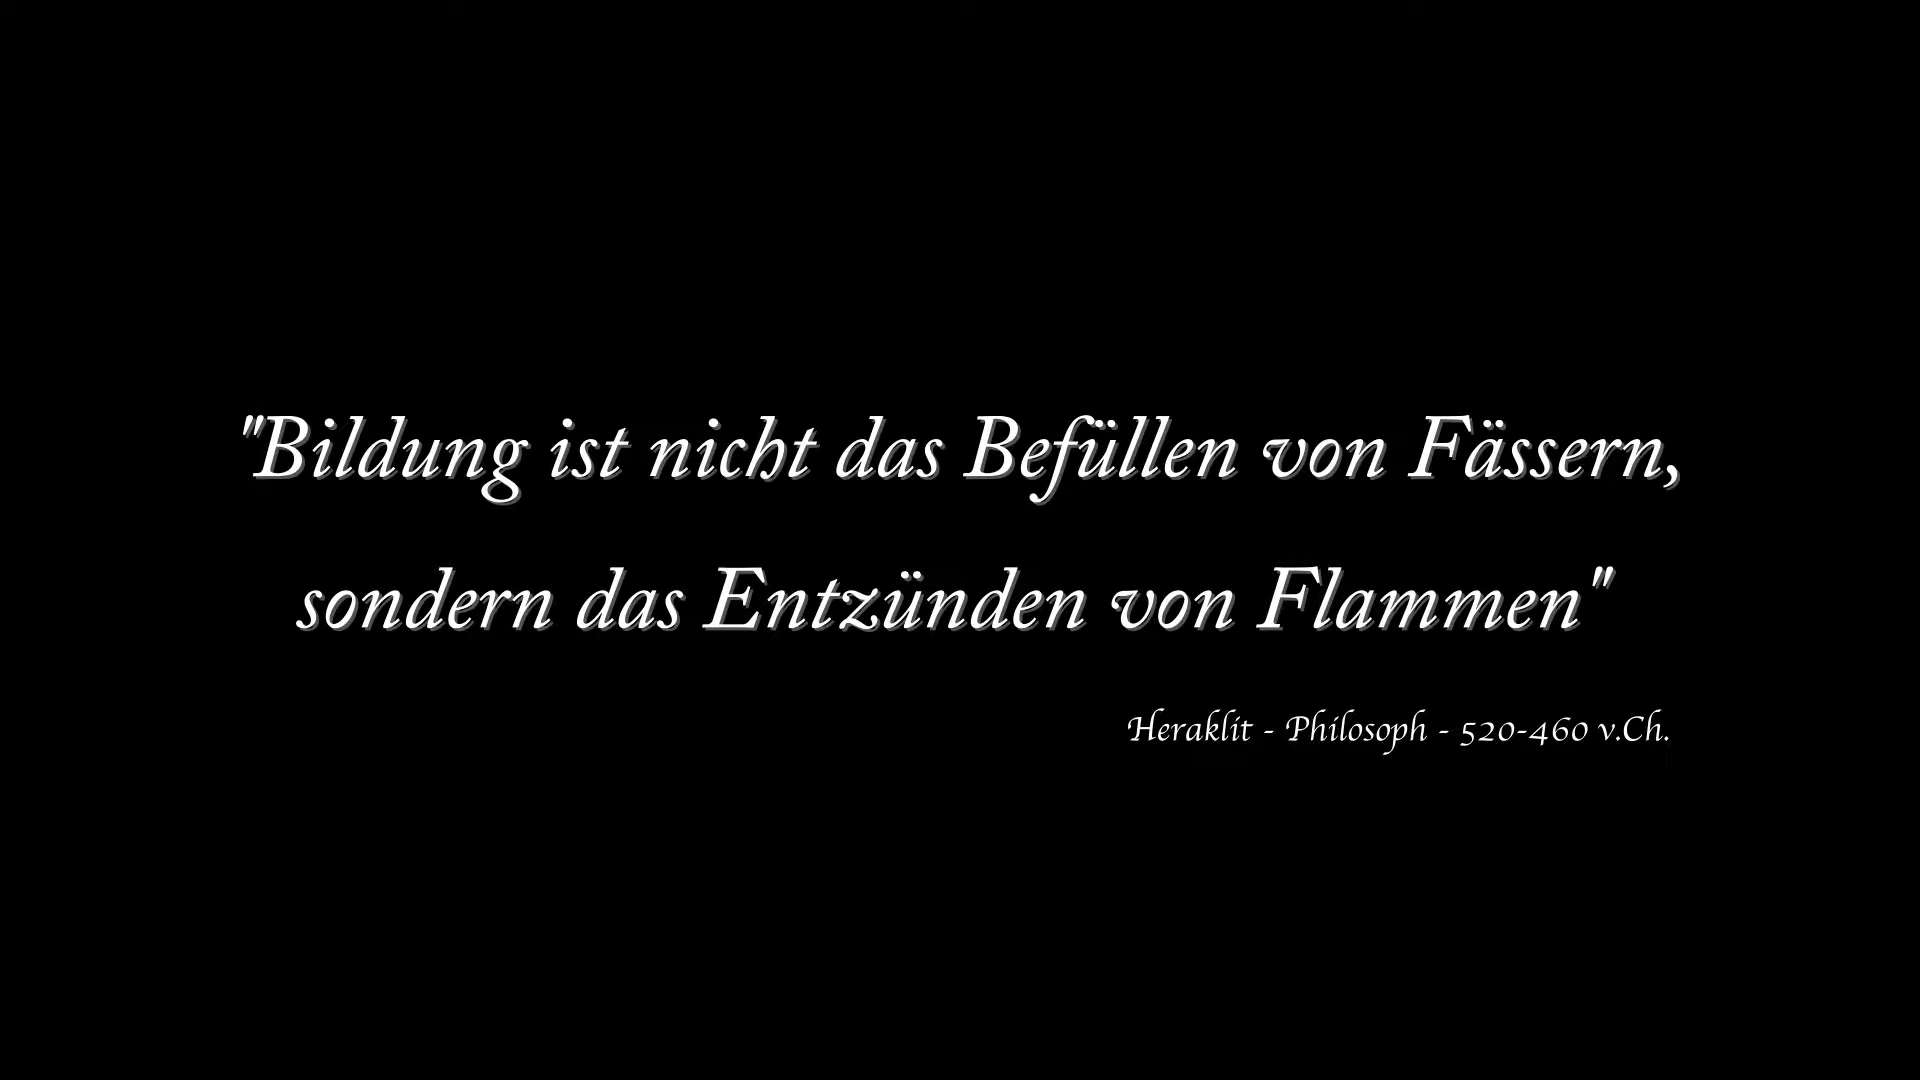 "Bildung ist nicht das Befüllen von Fässern,
sondern das Entzünden von Flammen"
Heraklit - Philosoph - 520-460 v.Ch.